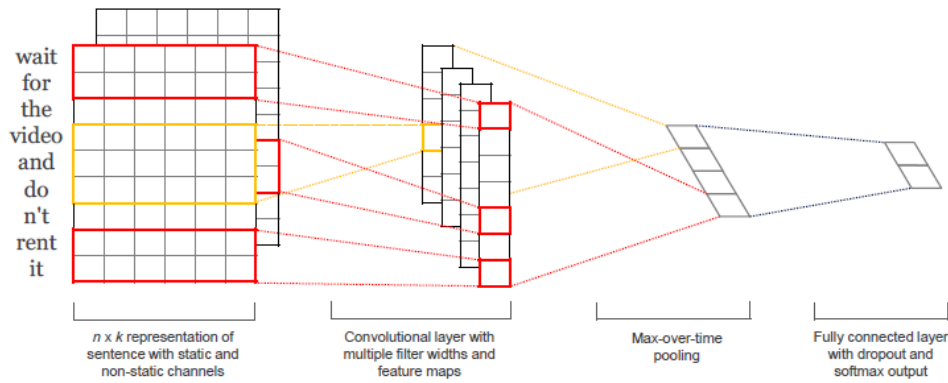 wait
for
the
video
and
do
n't
rent
it
n x k representation of
sentence with static and
non-static channels
Convolutional layer with
multiple filter widths and
feature maps
Max-over-time
pooling
Fully connected layer
with dropout and
softmax output